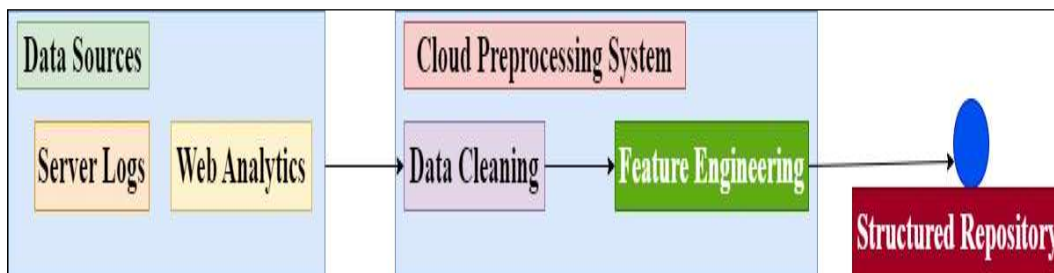 Data Sources
Cloud Preprocessing System
Server Logs
Web Analytics
Data Cleaning
Feature Engineering
Structured Repository